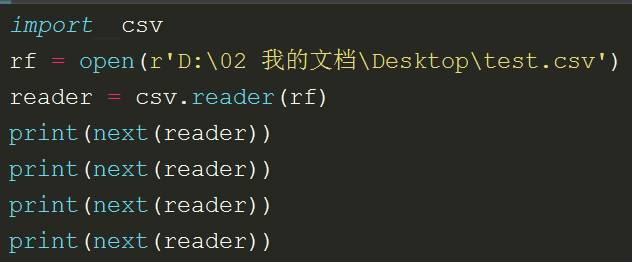 import csv
rf = open(r'D:\02 我的文档\Desktop\test.csv')
reader = csv.reader(rf)
print(next(reader))
print(next(reader))
print(next(reader))
print(next(reader))